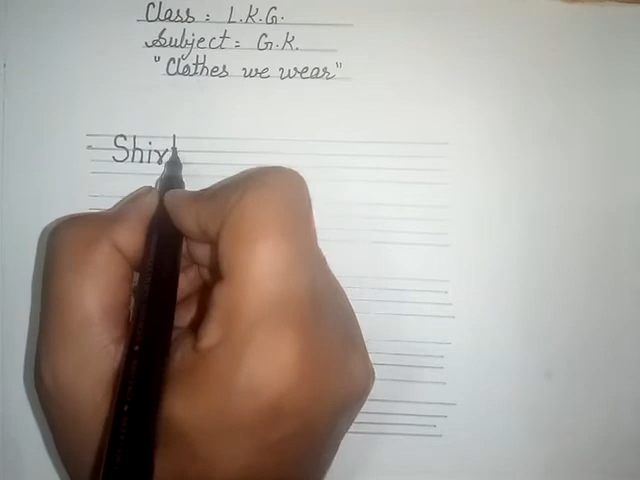 Class : L.K.G.
Subject = G.K.
"Clothes we wear"
- Shir